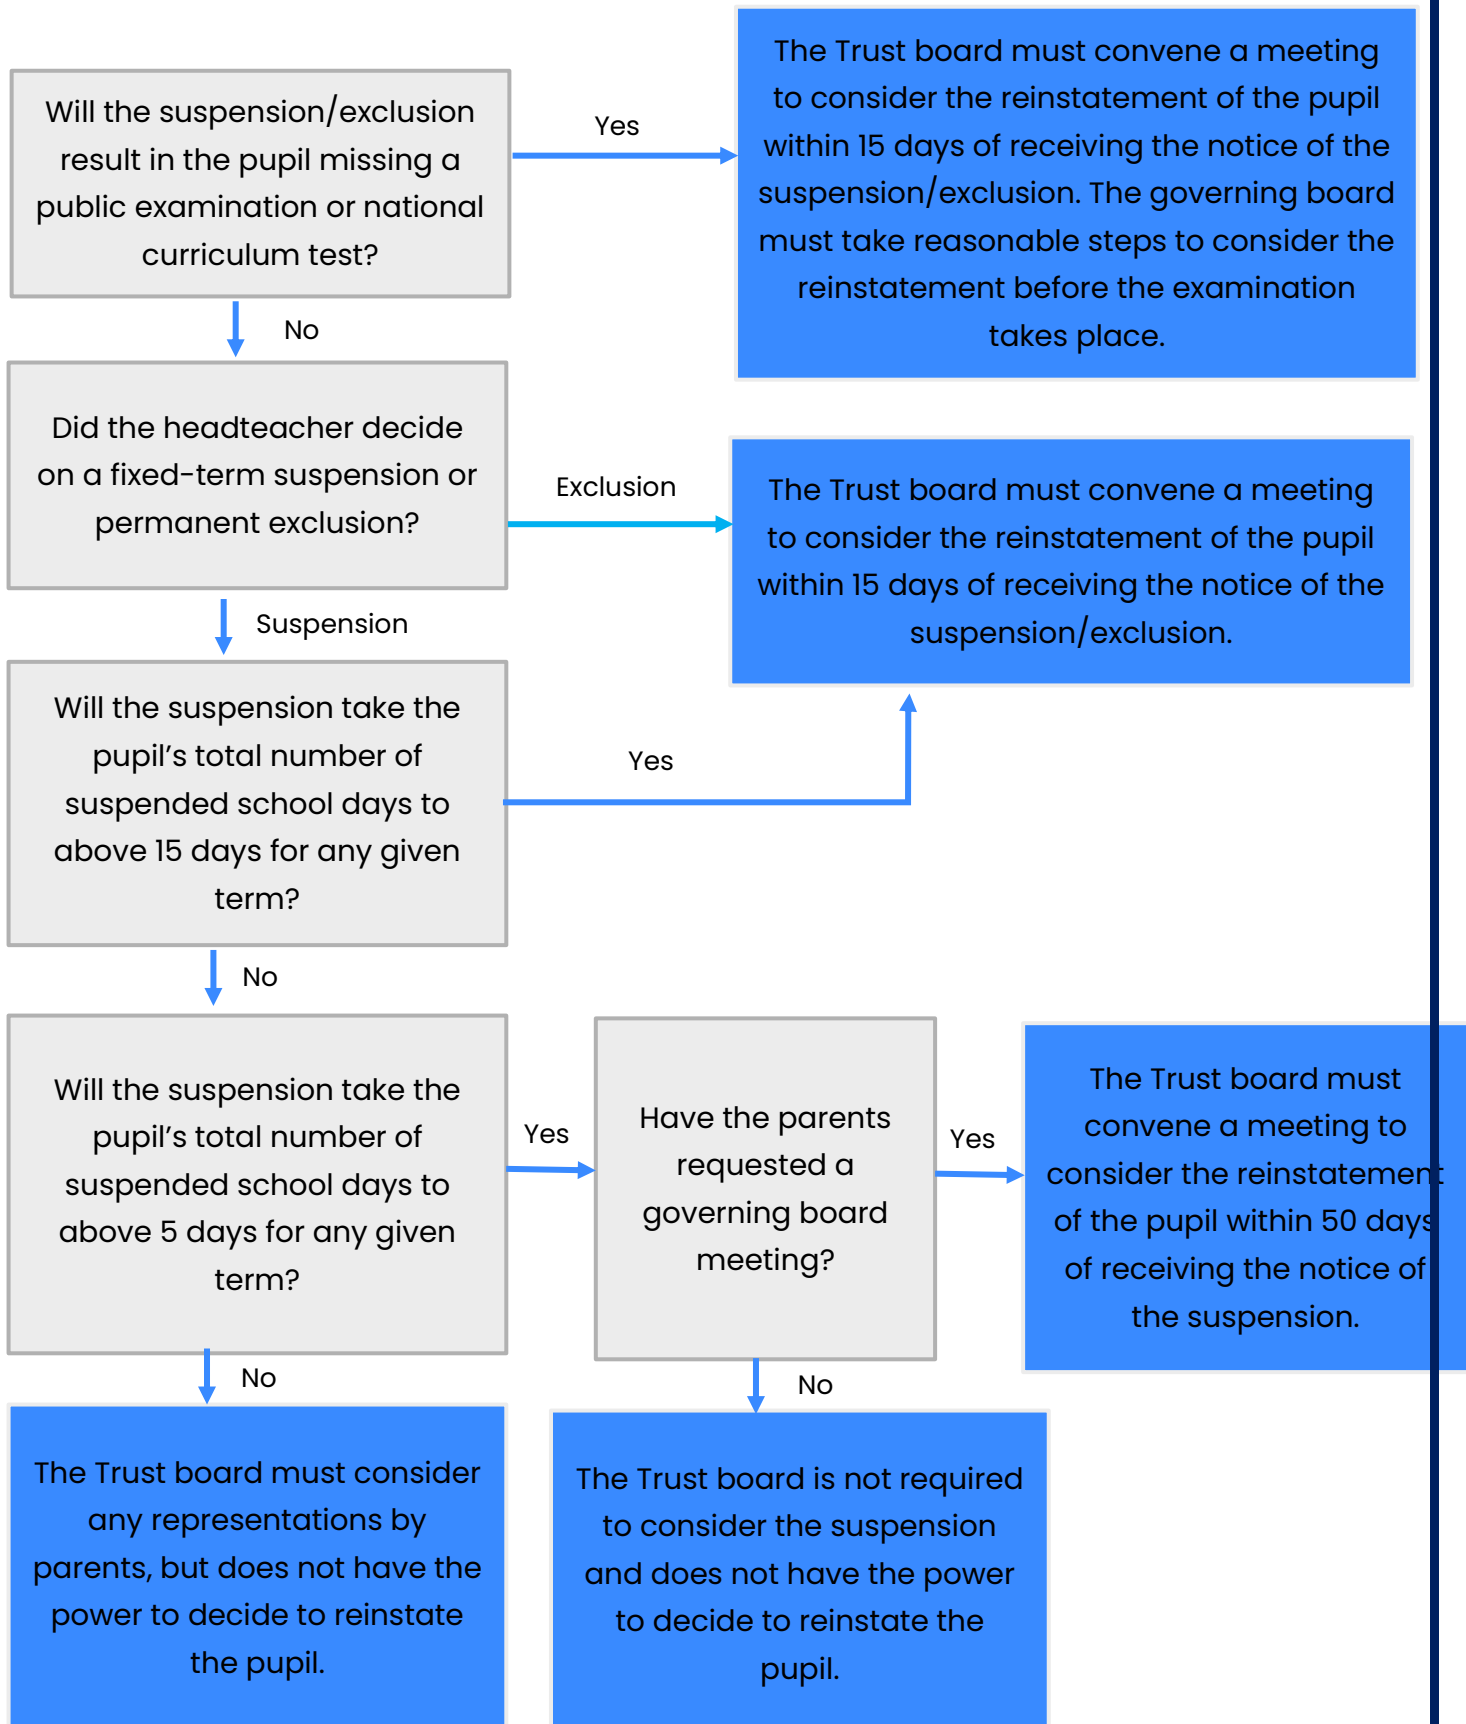 Will the suspension/exclusion
result in the pupil missing a
public examination or national
curriculum test?
Yes
The Trust board must convene a meeting
to consider the reinstatement of the pupil
within 15 days of receiving the notice of the
suspension/exclusion. The governing board
must take reasonable steps to consider the
reinstatement before the examination
takes place.
No
Did the headteacher decide
on a fixed-term suspension or
permanent exclusion?
Exclusion
The Trust board must convene a meeting
to consider the reinstatement of the pupil
within 15 days of receiving the notice of the
suspension/exclusion.
Suspension
Will the suspension take the
pupil's total number of
suspended school days to
above 15 days for any given
term?
Yes
No
Will the suspension take the
pupil's total number of
suspended school days to
above 5 days for any given
term?
Yes
Have the parents
requested a
governing board
meeting?
Yes
The Trust board must
convene a meeting to
consider the reinstatement
of the pupil within 50 days
of receiving the notice of
the suspension.
No
The Trust board must consider
any representations by
parents, but does not have the
power to decide to reinstate
the pupil.
No
The Trust board is not required
to consider the suspension
and does not have the power
to decide to reinstate the
pupil.